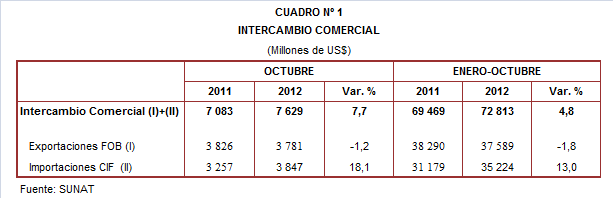 CUADRO Nº 1
INTERCAMBIO COMERCIAL
(Millones de US$)
OCTUBRE ENERO-OCTUBRE
2011 2012 Var. % 2011 2012 Var. %
Intercambio Comercial (I)+(II) 7 083 7 629 7,7 69 469 72 813 4,8
Exportaciones FOB (I) 3 826 3 781 -1,2 38 290 37 589 -1,8
Importaciones CIF (II) 3 257 3 847 18,1 31 179 35 224 13,0
Fuente: SUNAT